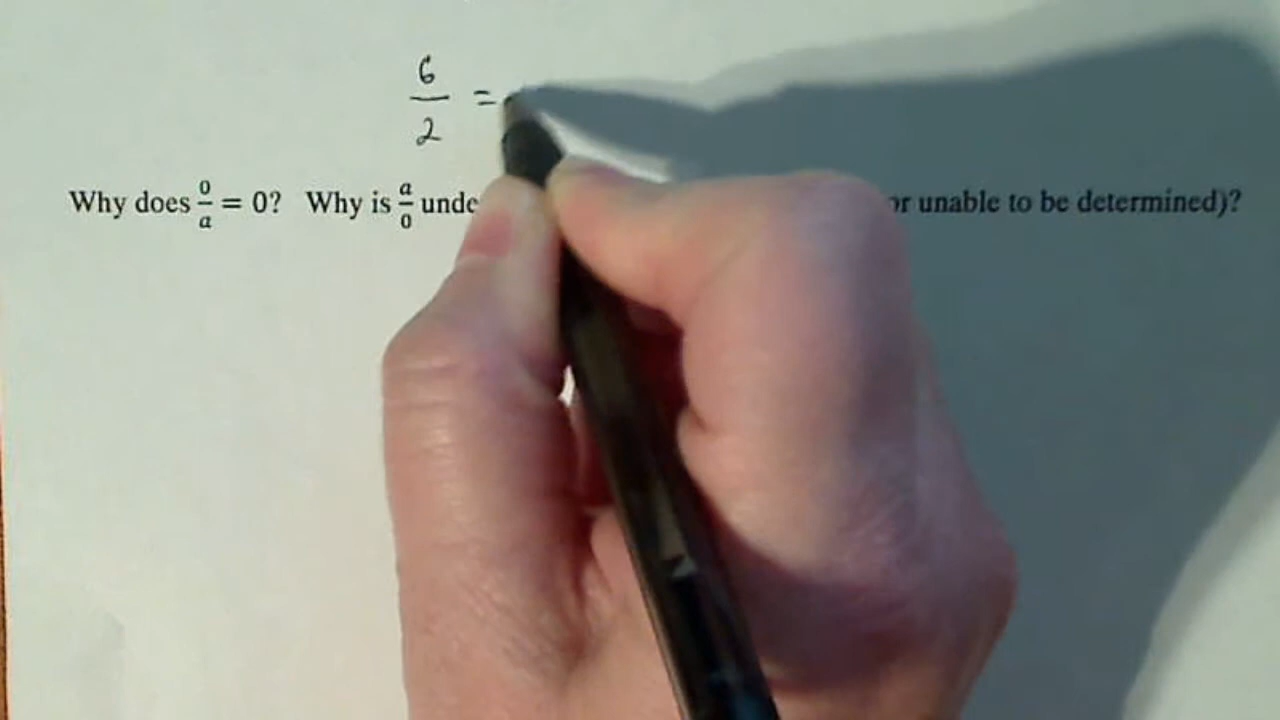 6/2 =
Why does 0/a = 0? Why is a/0 unde or unable to be determined)?